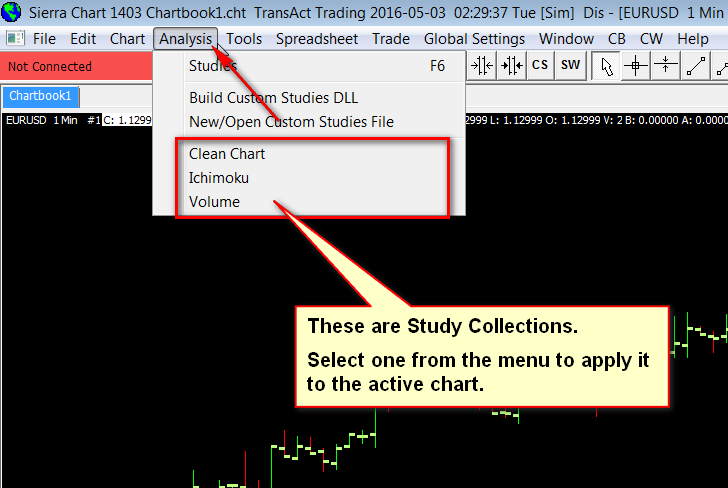 Sierra Chart 1403 Chartbook1.cht TransAct Trading 2016-05-03 02:29:37 Tue [Sim] Dis - [EURUSD 1 Min
File Edit Chart Analysis Tools Spreadsheet Trade Global Settings Window CB CW Help
Not Connected
Studies F6
CS SW
Chartbook1
Build Custom Studies DLL
New/Open Custom Studies File
EURUSD 1 Min #1 C: 1.12999 2999 L: 1.12999 O: 1.12999 V: 2 B: 0.00000 A: 0.0000
Clean Chart
Ichimoku
Volume
These are Study Collections.
Select one from the menu to apply it
to the active chart.